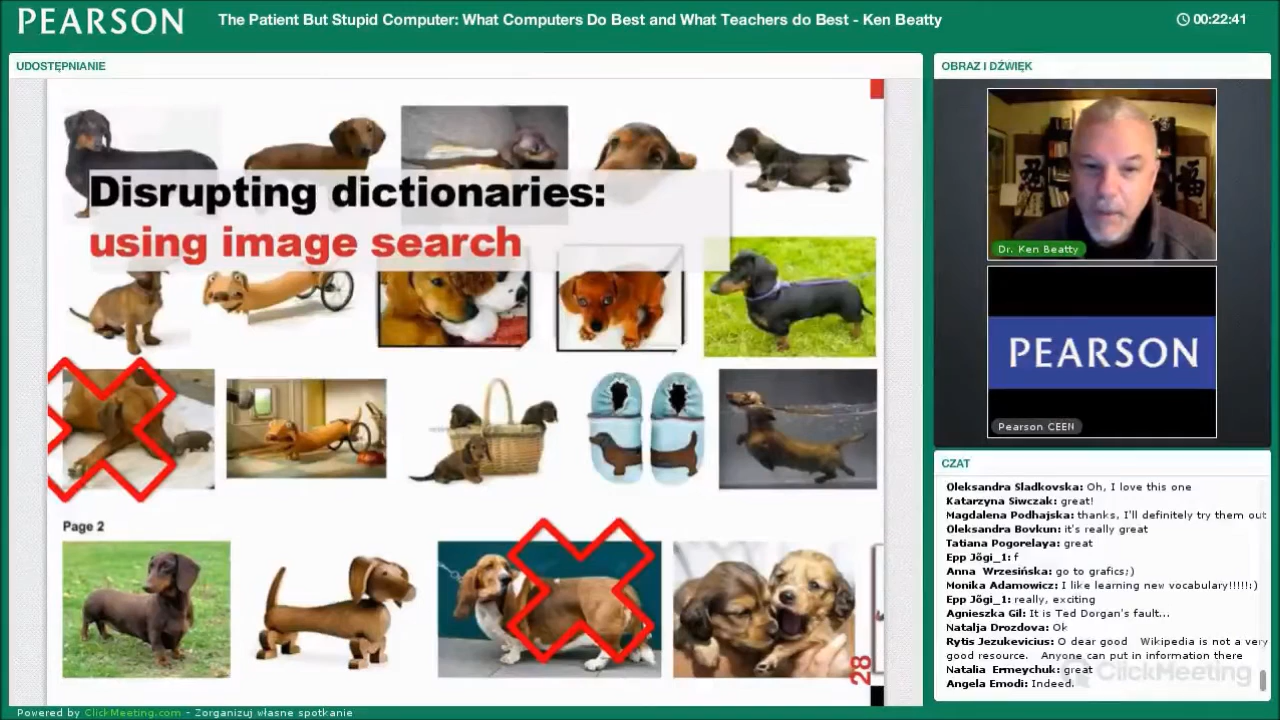 PEARSON
The Patient But Stupid Computer: What Computers Do Best and What Teachers do Best - Ken Beatty
00:22:41
UDOSTĘPNIANIE
Disrupting dictionaries:
using image search
Page 2
28
OBRAZ I DŹWIĘK
福
Dr. Ken Beatty
PEARSON
Pearson CEEN
CZAT
Oleksandra Sladkovska: Oh, I love this one
Katarzyna Siwczak: great!
Magdalena Podhajska: thanks, I'll definitely try them out
Oleksandra Bovkun: it's really great
Tatiana Pogorelaya: great
Epp Jõgi_1: f
Anna Wrzesińska: go to grafics;)
Monika Adamowicz: I like learning new vocabulary!!!!!:)
Epp Jõgi_1: really, exciting
Agnieszka Gil: It is Ted Dorgan's fault...
Natalja Drozdova: Ok
Rytis Jezukevicius: O dear good Wikipedia is not a very
good resource. Anyone can put in information there
Natalia Ermeychuk: great
Angela Emodi: Indeed.
ClickMeeting
Powered by ClickMeeting.com - Zorganizuj własne spotkanie